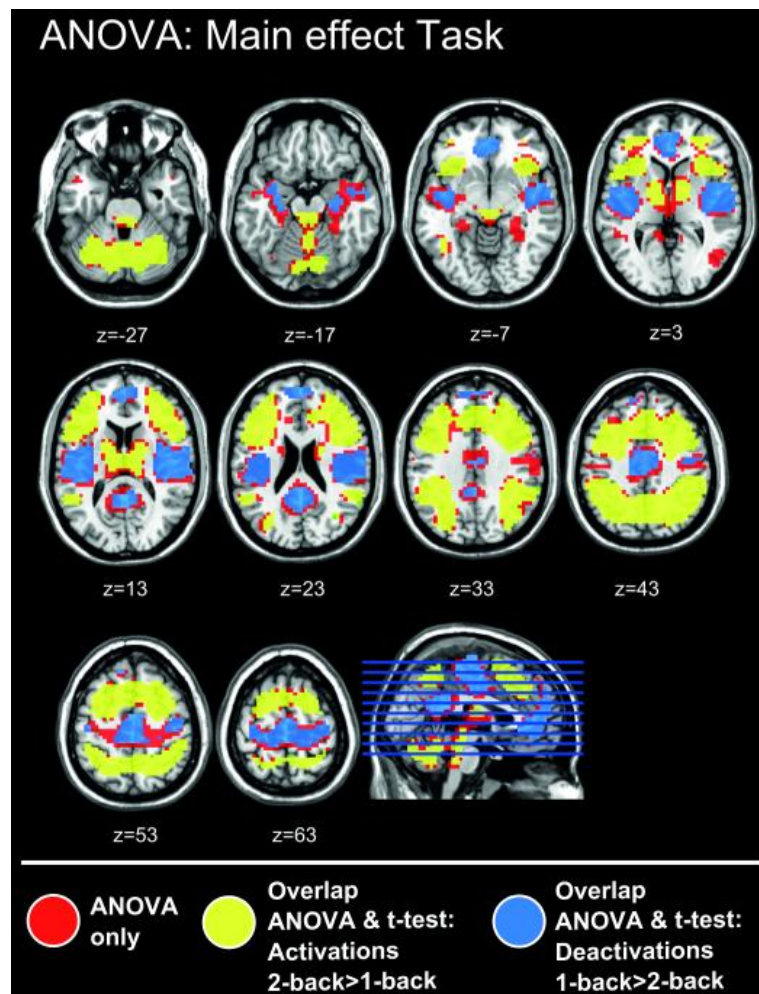 ANOVA: Main effect Task
z=-27
z=-17
z=-7
z=3
z=13
z=23
z=33
z=43
z=53
z=63
ANOVA
only
Overlap
ANOVA & t-test:
Activations
2-back>1-back
Overlap
ANOVA & t-test:
Deactivations
1-back>2-back